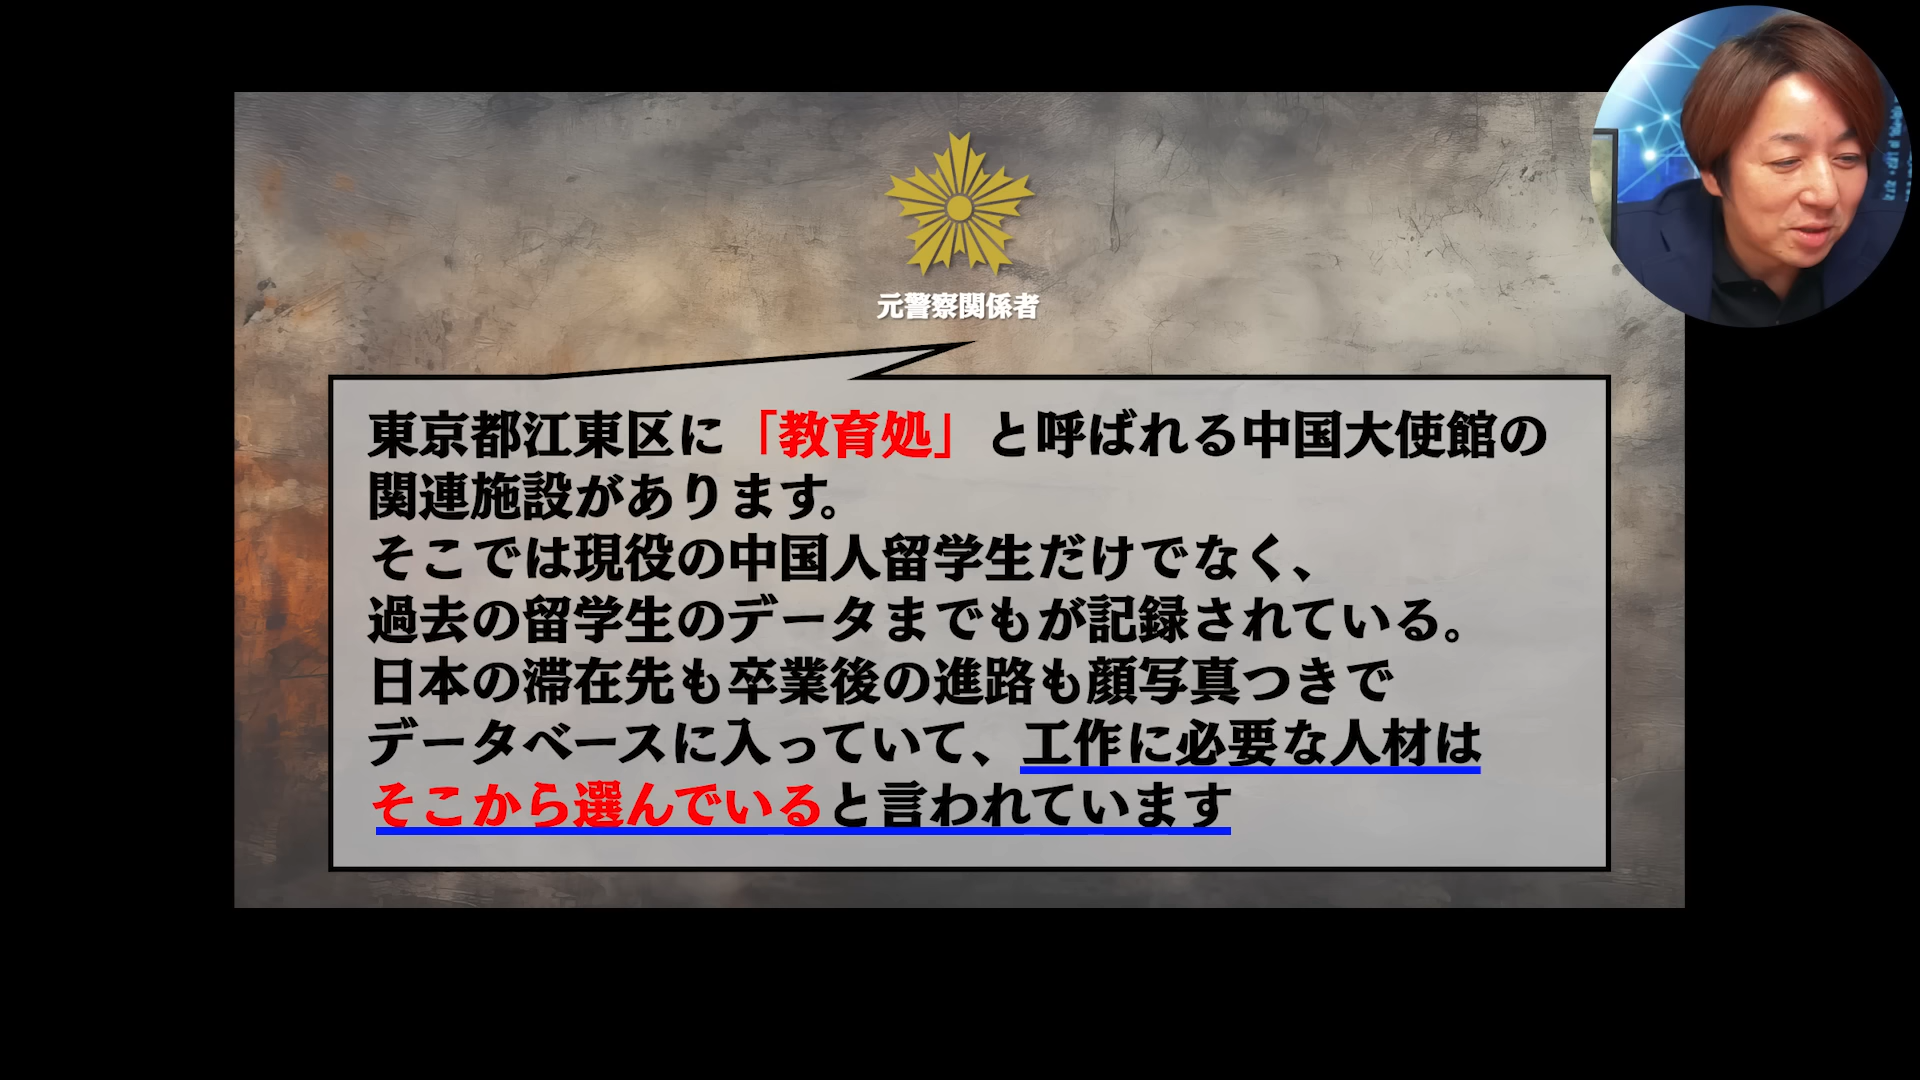 元警察関係者
東京都江東区に「教育処」と呼ばれる中国大使館の
関連施設があります。
そこでは現役の中国人留学生だけでなく、
過去の留学生のデータまでもが記録されている。
日本の滞在先も卒業後の進路も顔写真つきで
データベースに入っていて、工作に必要な人材は
そこから選んでいると言われています